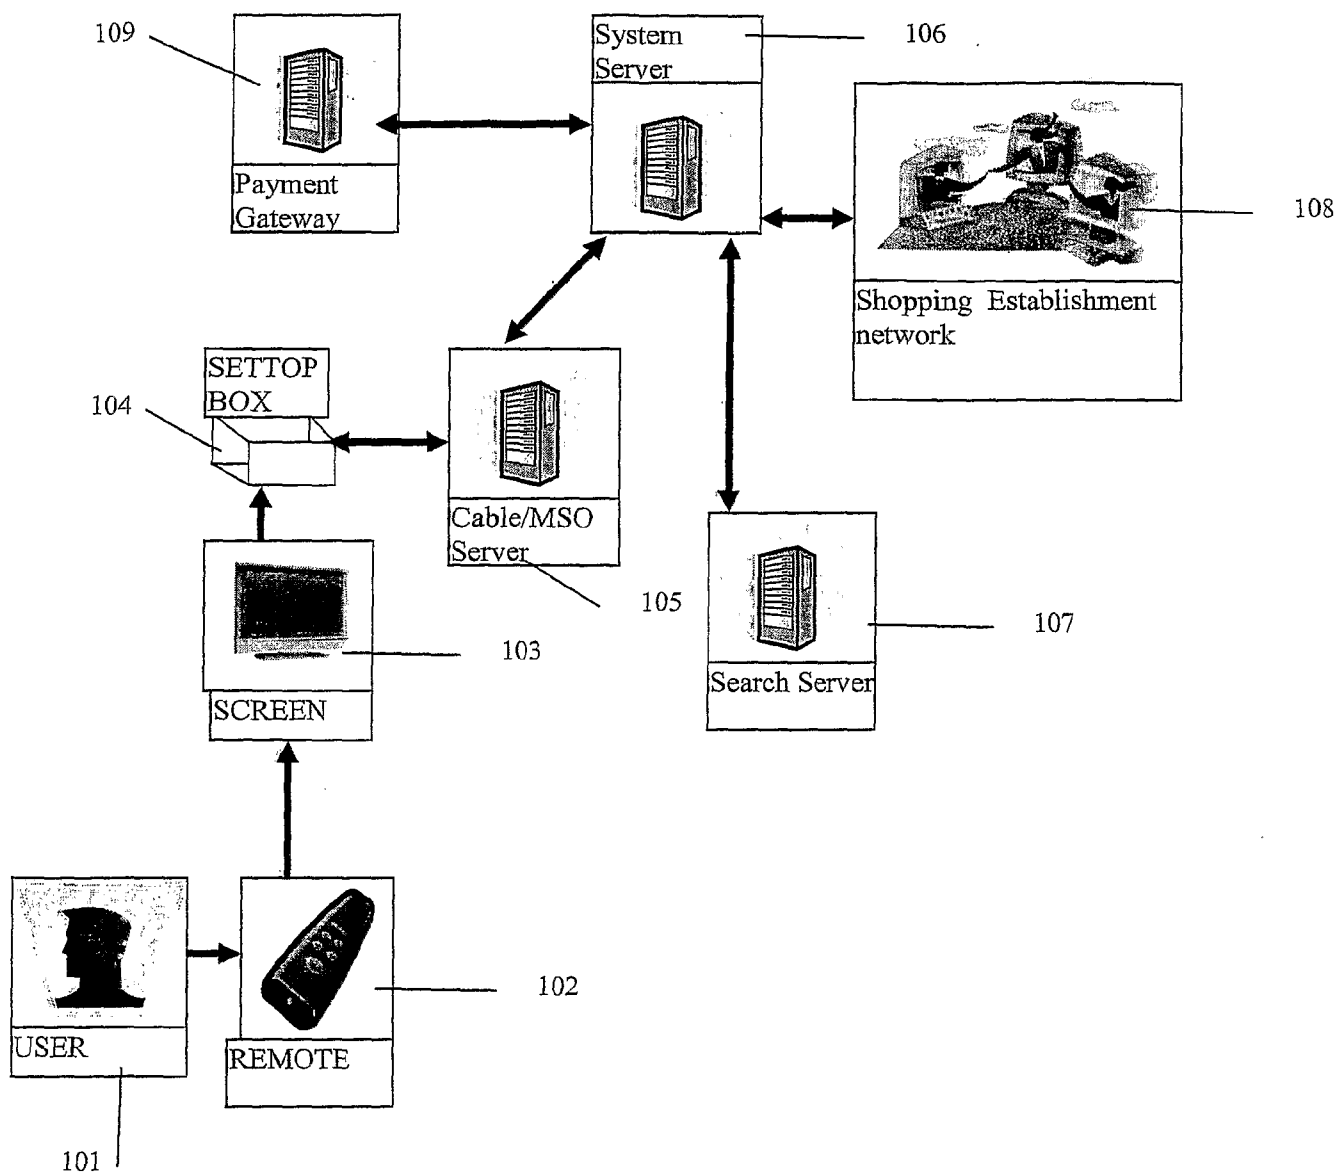 109
System
Server
106
Payment
Gateway
108
Shopping Establishment
network
SETTOP
BOX
104
Cable/MSO
Server
105
103
SCREEN
107
Search Server
102
USER
REMOTE
101